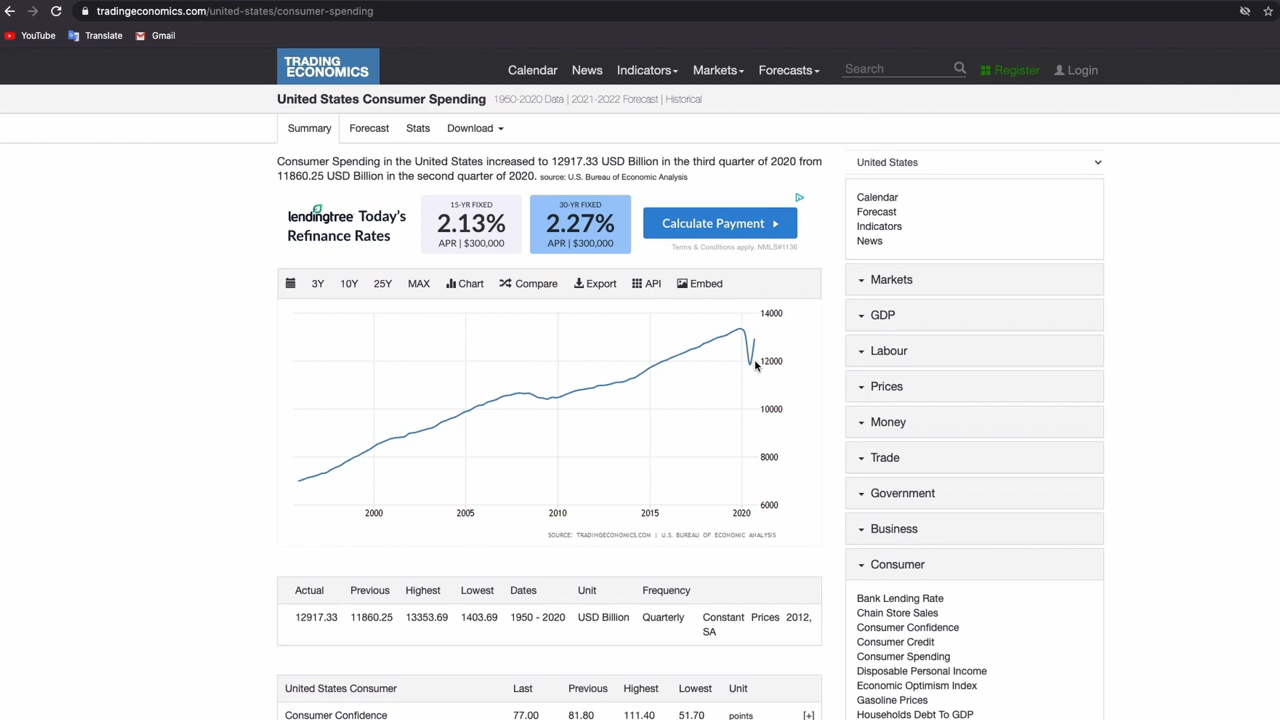 tradingeconomics.com/united-states/consumer-spending
YouTube Translate Gmail
TRADING
ECONOMICS
Calendar News Indicators Markets Forecasts Search Register Login
United States Consumer Spending 1950-2020 Data | 2021-2022 Forecast | Historical
Summary Forecast Stats Download
Consumer Spending in the United States increased to 12917.33 USD Billion in the third quarter of 2020 from
11860.25 USD Billion in the second quarter of 2020. source: U.S. Bureau of Economic Analysis
lendingtree Today's
Refinance Rates
15-YR FIXED
2.13%
APR | $300,000
30-YR FIXED
2.27%
APR | $300,000
Calculate Payment
Terms & Conditions apply. NMLS#1136
3Y 10Y 25Y MAX Chart Compare Export API Embed
14000
12000
10000
8000
6000
2000 2005 2010 2015 2020
SOURCE: TRADINGECONOMICS.COM | U.S. BUREAU OF ECONOMIC ANALYSIS
Actual Previous Highest Lowest Dates Unit Frequency
12917.33 11860.25 13353.69 1403.69 1950 - 2020 USD Billion Quarterly Constant Prices 2012,
SA
United States Consumer Last Previous Highest Lowest Unit
Consumer Confidence 77.00 81.80 111.40 51.70 points [+]
United States
Calendar
Forecast
Indicators
News
Markets
GDP
Labour
Prices
Money
Trade
Government
Business
Consumer
Bank Lending Rate
Chain Store Sales
Consumer Confidence
Consumer Credit
Consumer Spending
Disposable Personal Income
Economic Optimism Index
Gasoline Prices
Households Debt To GDP